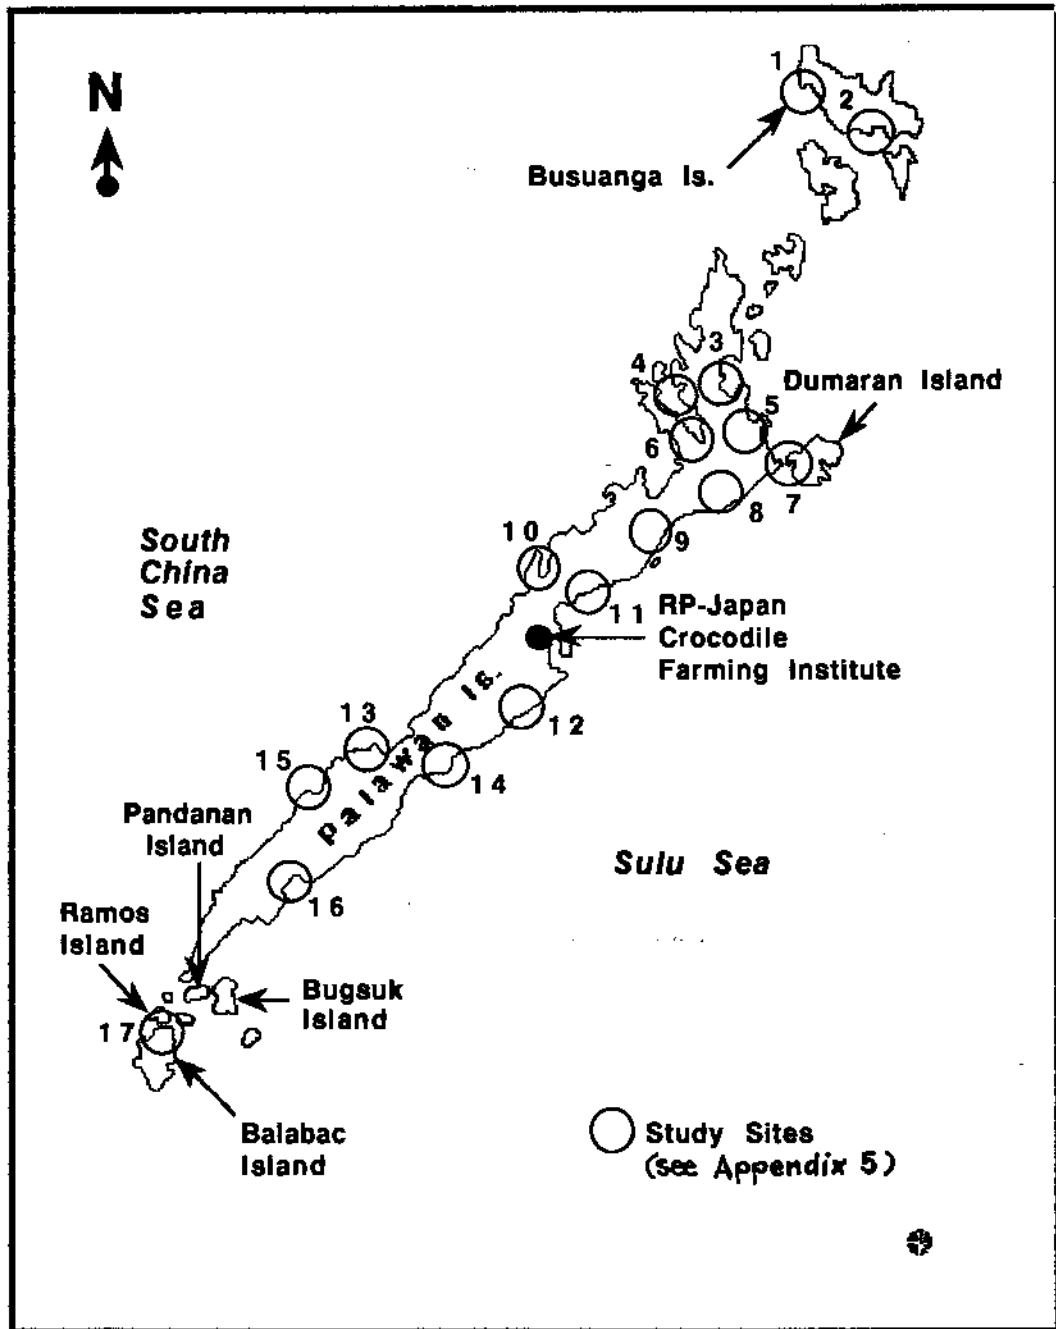 N
1
2
Busuanga Is.
3
4
Dumaran Island
5
6
7
8
9
10
South
China
Sea
11
RP-Japan
Crocodile
Farming Institute
12
13
Palawan Is.
14
15
Pandanan
Island
Sulu Sea
16
Ramos
Island
Bugsuk
Island
17
Balabac
Island
Study Sites
(see Appendix 5)